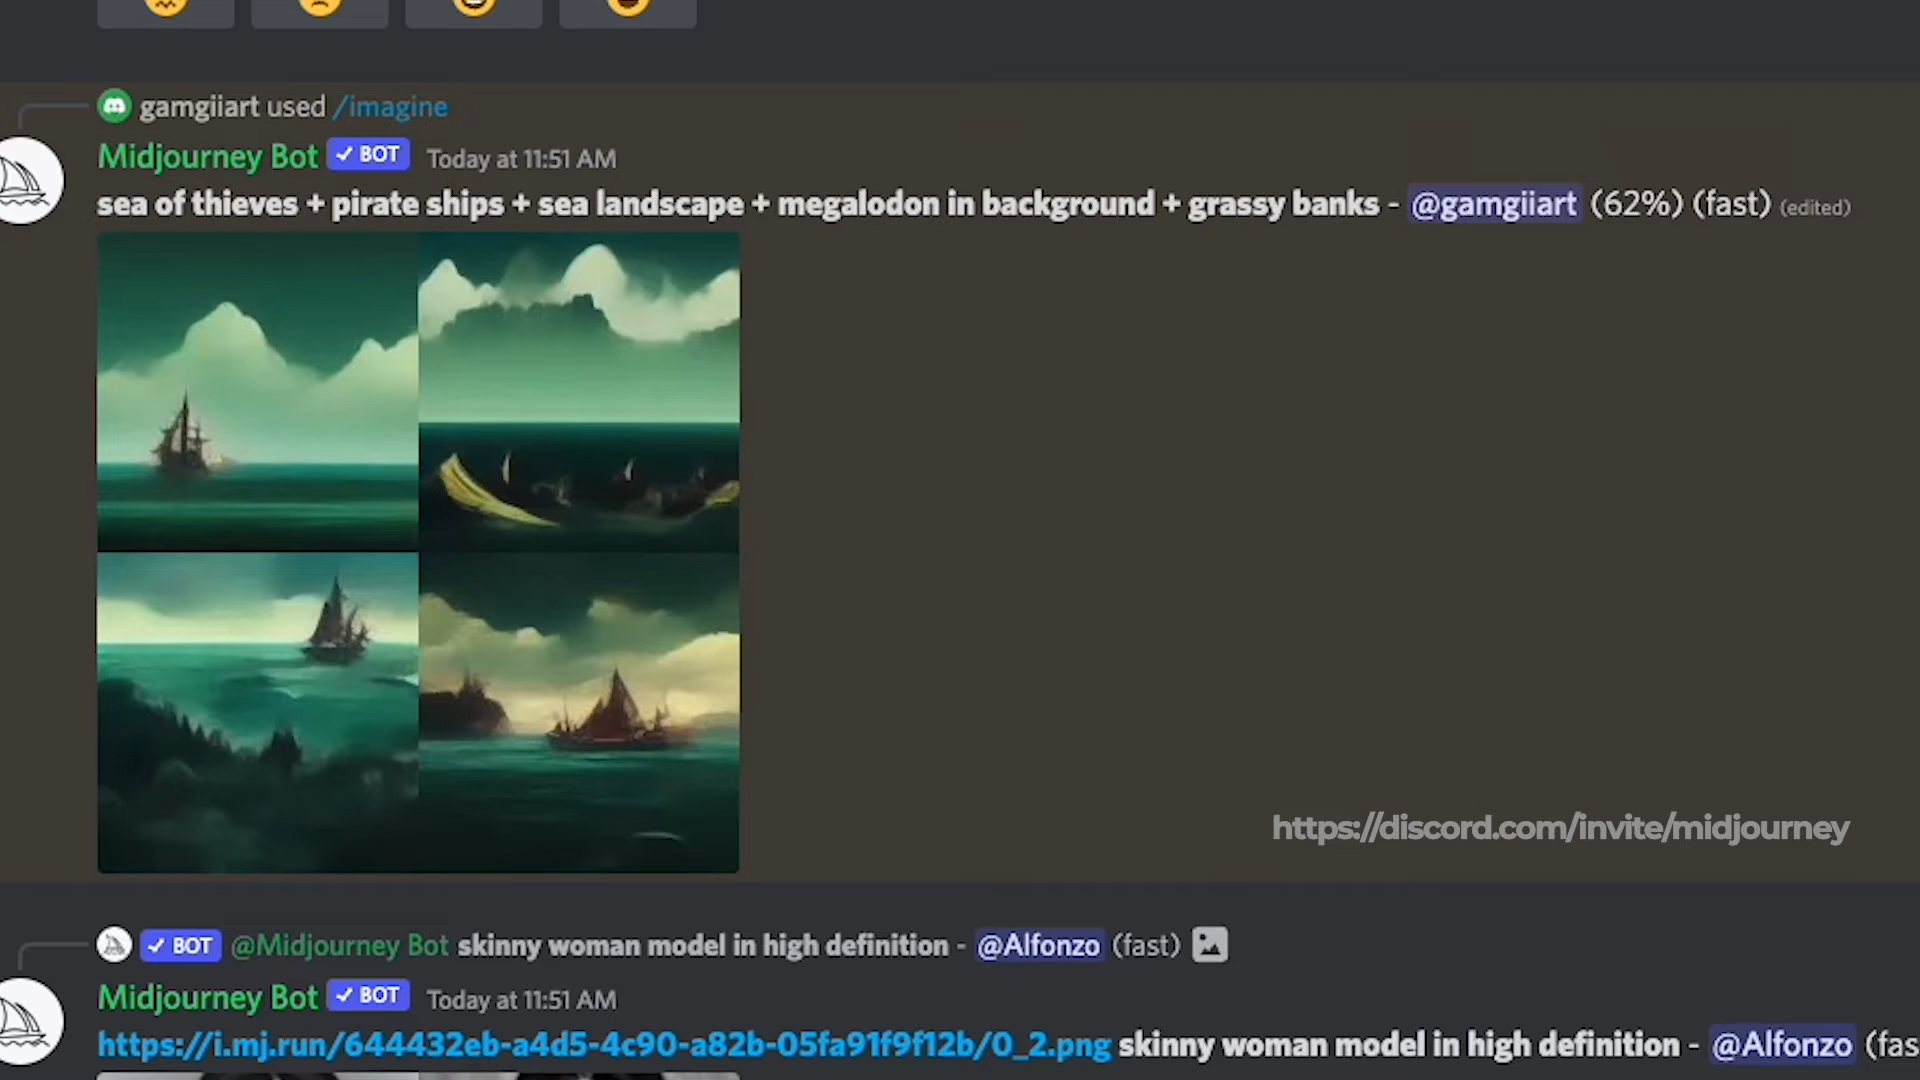 gamgiiart used /imagine
Midjourney Bot ✓ BOT Today at 11:51 AM
sea of thieves + pirate ships + sea landscape + megalodon in background + grassy banks - @gamgiiart (62%) (fast) (edited)
https://discord.com/invite/midjourney
✓ BOT @Midjourney Bot skinny woman model in high definition - @Alfonzo (fast)
Midjourney Bot ✓ BOT Today at 11:51 AM
https://i.mj.run/644432eb-a4d5-4c90-a82b-05fa91f9f12b/0_2.png skinny woman model in high definition - @Alfonzo (fas